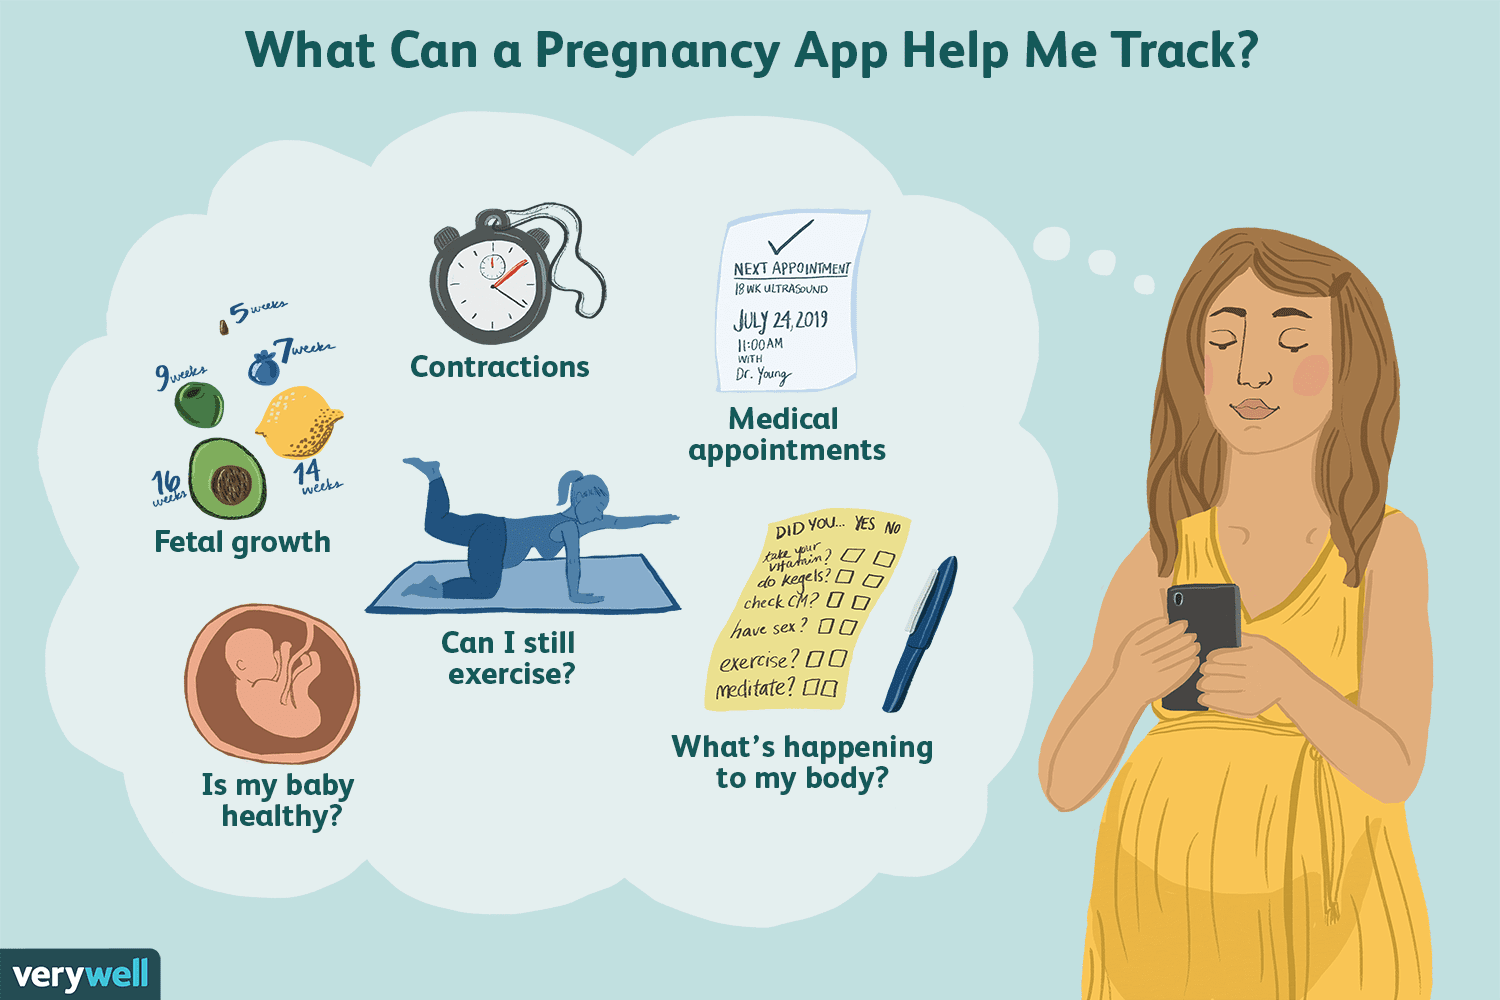 What Can a Pregnancy App Help Me Track?
5 weeks
7 weeks
9 weeks
14
weeks
16
weeks
Fetal growth
Contractions
NEXT APPOINTMENT
18 WK ULTRASOUND
JULY 24, 2019
11:00 AM
WITH
Dr. Young
Medical
appointments
Can I still
exercise?
DID YOU... YES NO
take your
vitamin?
do kegels?
check CM?
have sex?
exercise?
meditate?
What's happening
to my body?
Is my baby
healthy?
verywell